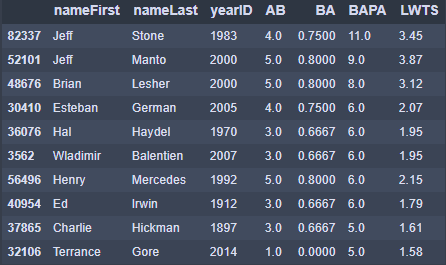 nameFirst nameLast yearID AB BA BAPA LWTS
82337 Jeff Stone 1983 4.0 0.7500 11.0 3.45
52101 Jeff Manto 2000 5.0 0.8000 9.0 3.87
48676 Brian Lesher 2000 5.0 0.8000 8.0 3.12
30410 Esteban German 2005 4.0 0.7500 6.0 2.07
36076 Hal Haydel 1970 3.0 0.6667 6.0 1.95
3562 Wladimir Balentien 2007 3.0 0.6667 6.0 1.95
56496 Henry Mercedes 1992 5.0 0.8000 6.0 2.15
40954 Ed Irwin 1912 3.0 0.6667 6.0 1.79
37865 Charlie Hickman 1897 3.0 0.6667 5.0 1.61
32106 Terrance Gore 2014 1.0 0.0000 5.0 1.58